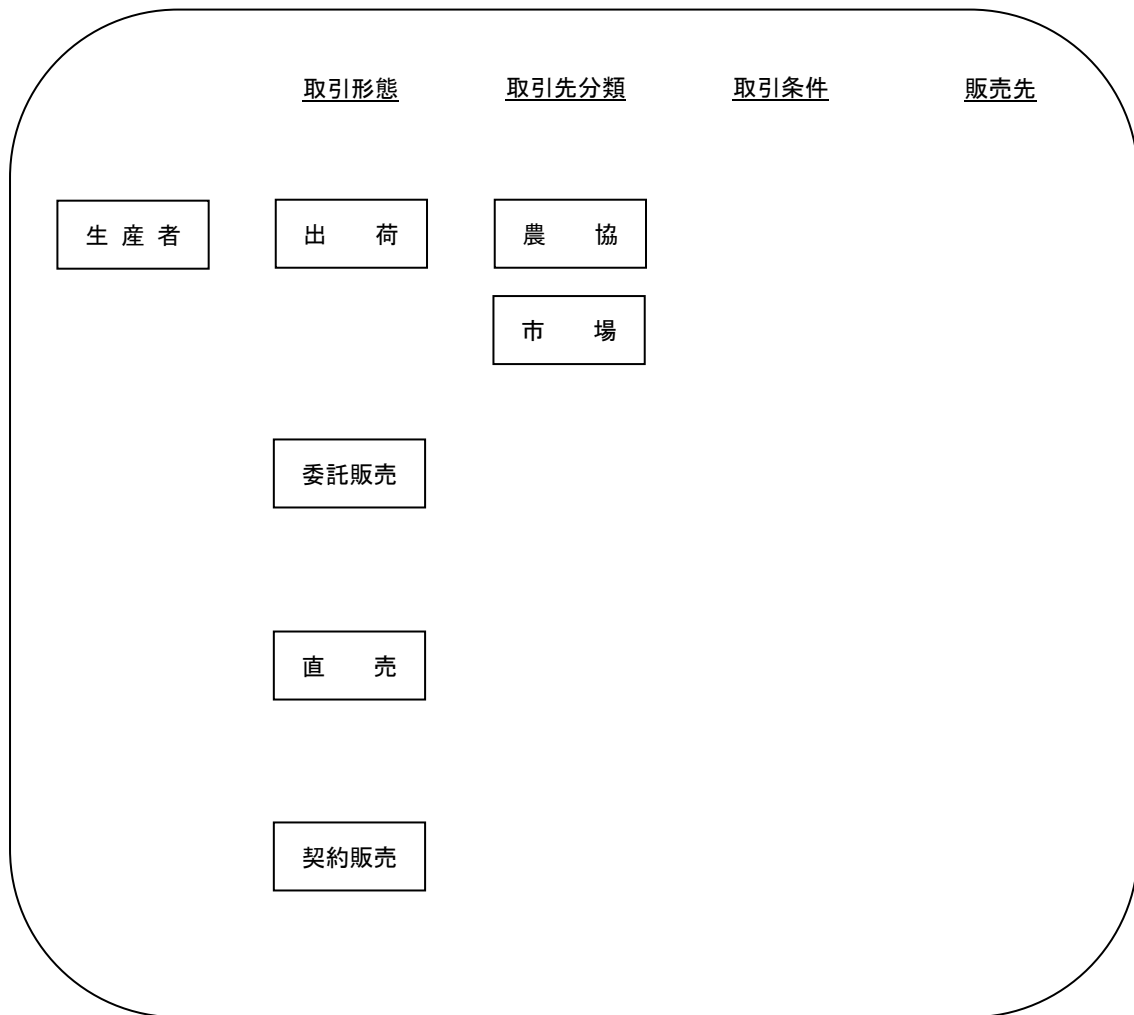 取引形態 取引先分類 取引条件 販売先
生産者 出荷 農協
市場
委託販売
直売
契約販売